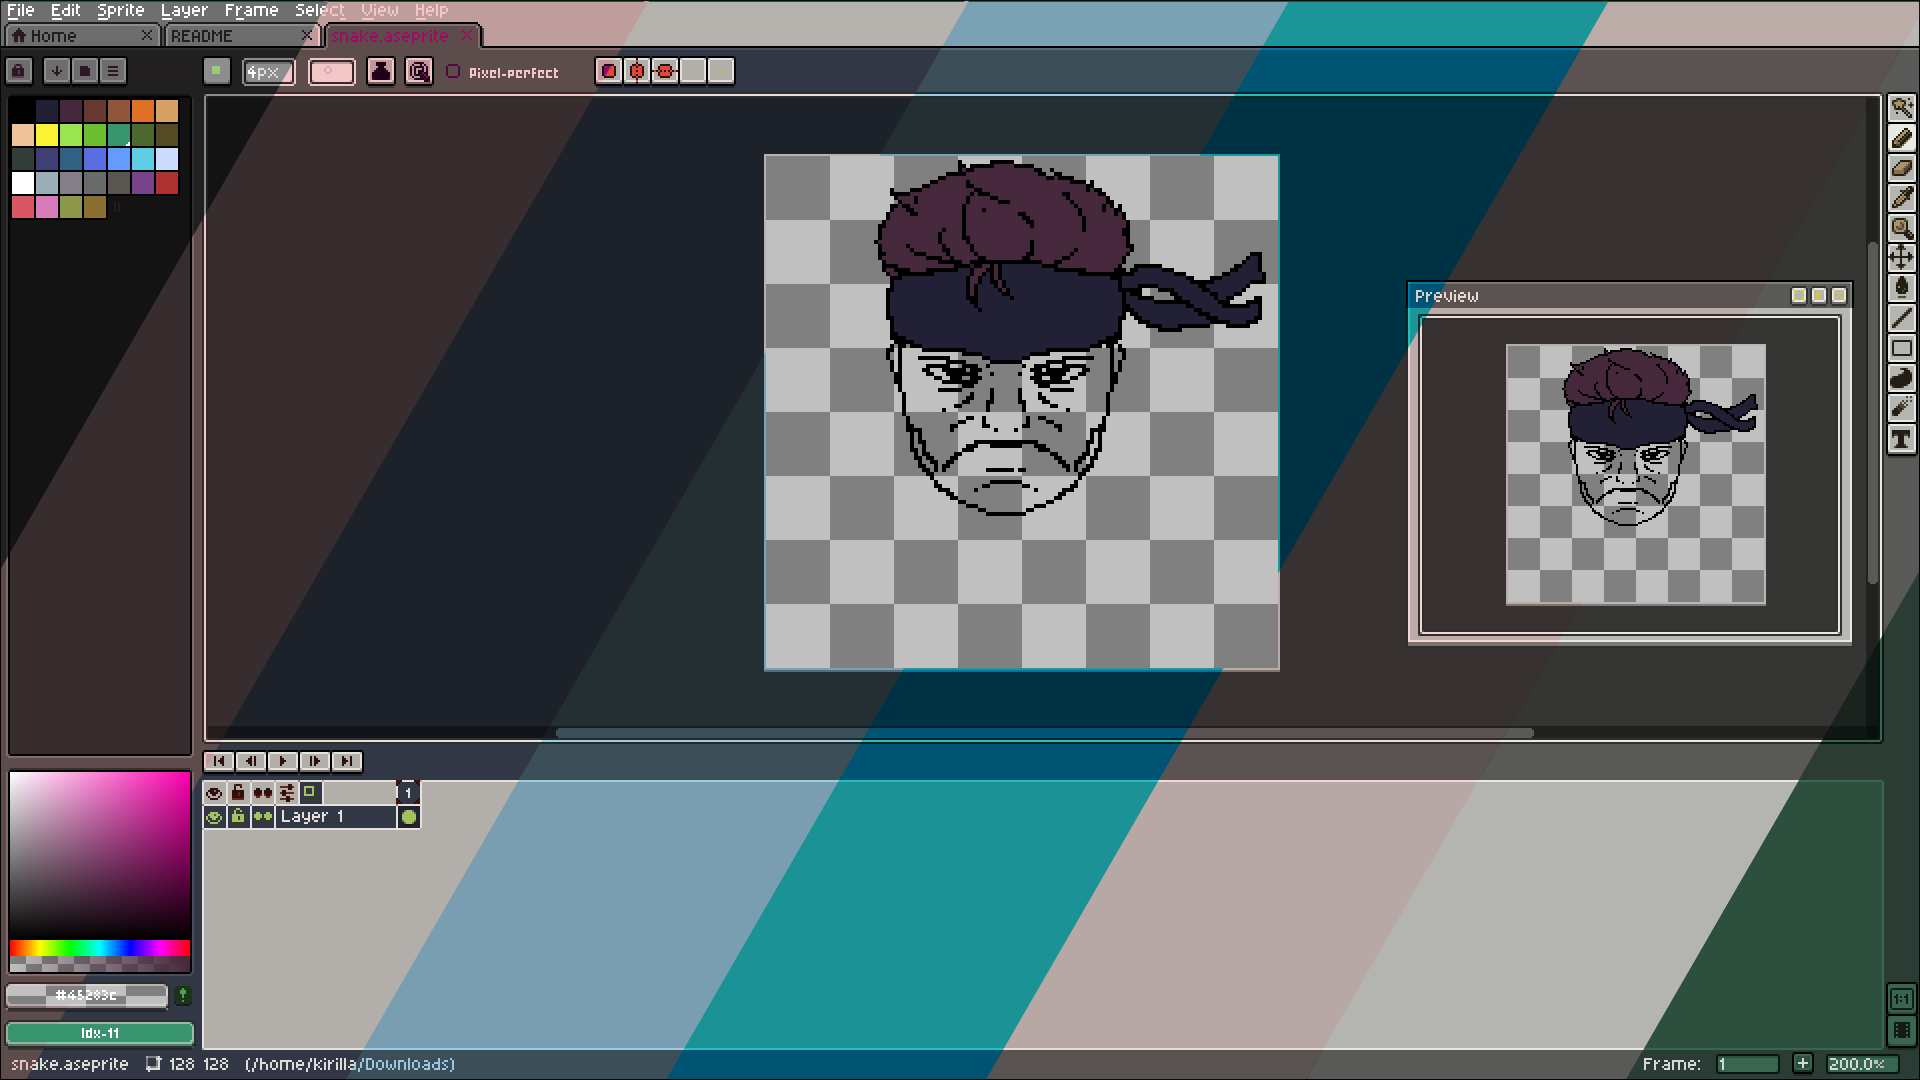 File Edit Sprite Layer Frame Select View Help
Home README snake.aseprite
4px Pixel-perfect
Preview
1
Layer 1
#45283c
Idx-11
snake.aseprite 128 128 (/home/kirilla/Downloads)
Frame: 1 + 200.0%
1:1
T